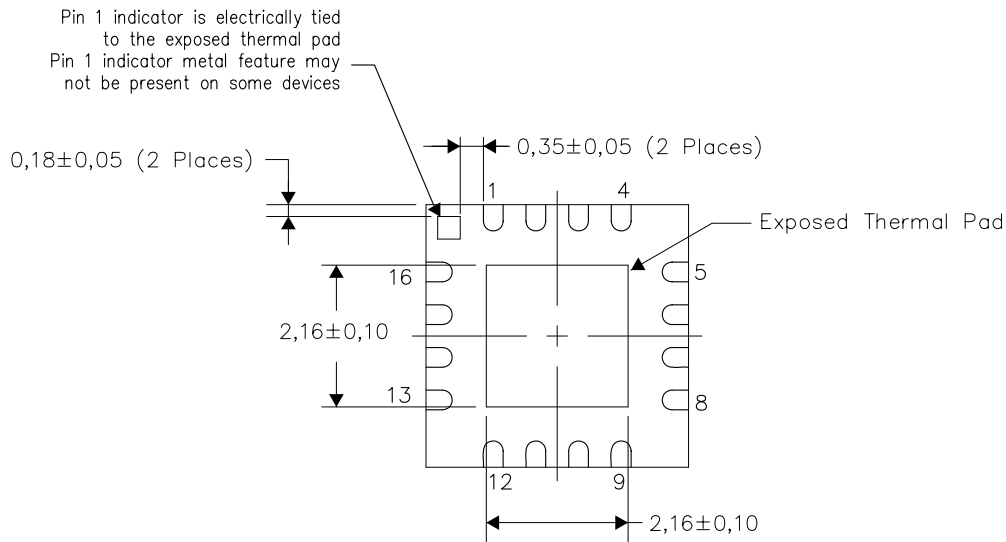 Pin 1 indicator is electrically tied
to the exposed thermal pad
Pin 1 indicator metal feature may
not be present on some devices
0,18±0,05 (2 Places)
0,35±0,05 (2 Places)
1
4
Exposed Thermal Pad
16
5
2,16±0,10
13
8
12
9
2,16±0,10